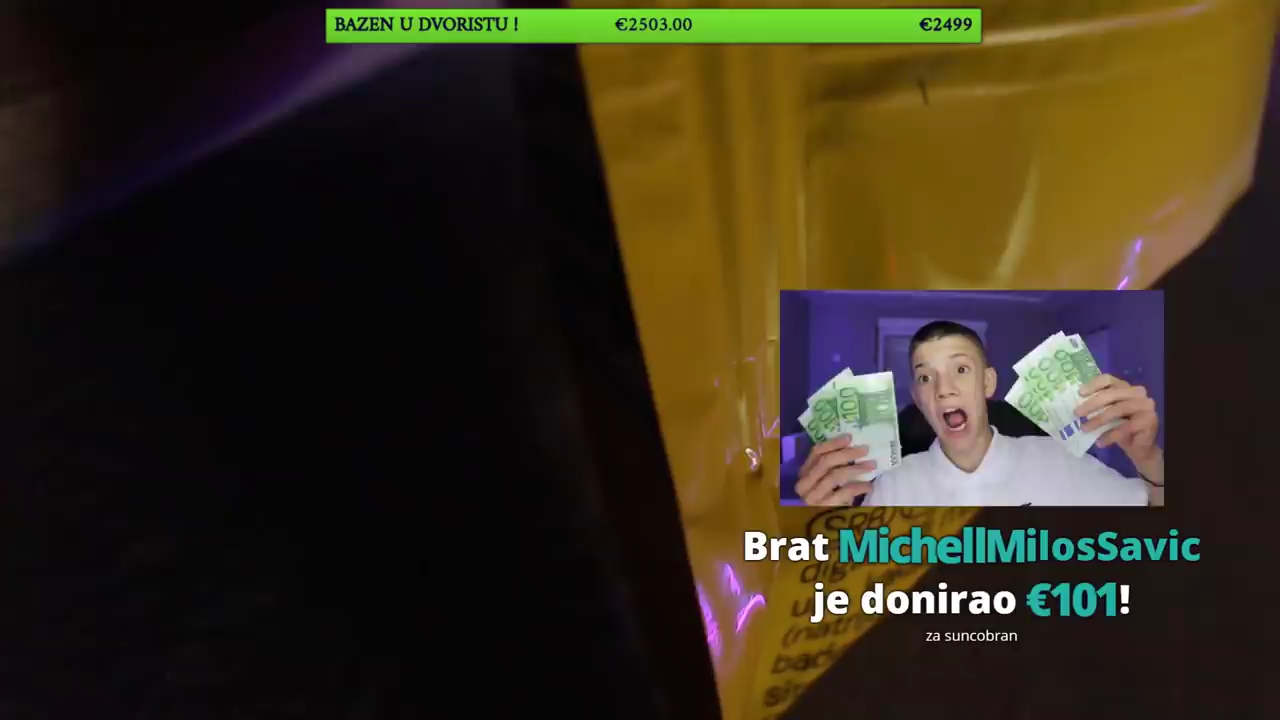 BAZEN U DVORISTU ! €2503.00 €2499
Brat MichellMilosSavic
je donirao €101!
za suncobran